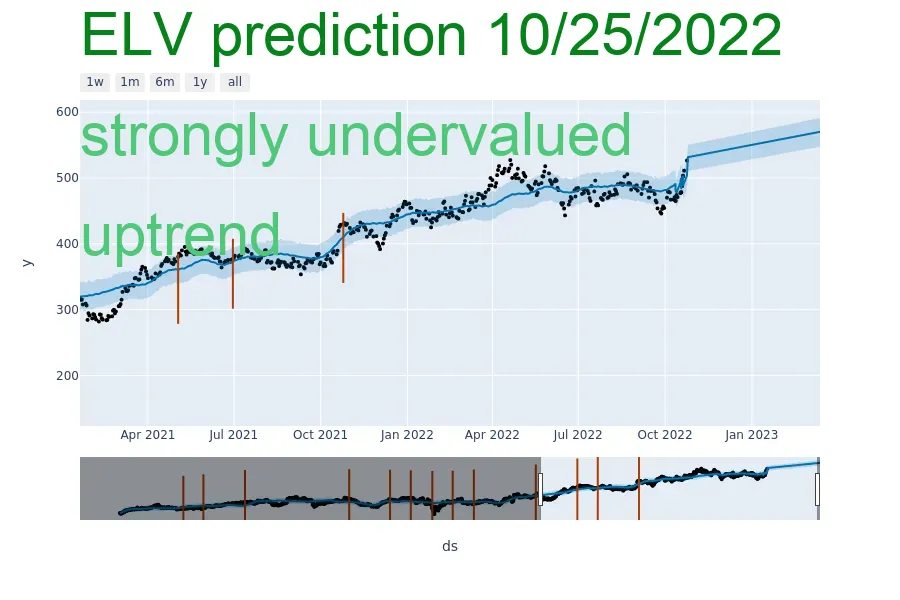 ELV prediction 10/25/2022
1w 1m 6m 1y all
600
strongly undervalued
500
uptrend
400
y
300
200
Apr 2021 Jul 2021 Oct 2021 Jan 2022 Apr 2022 Jul 2022 Oct 2022 Jan 2023
ds